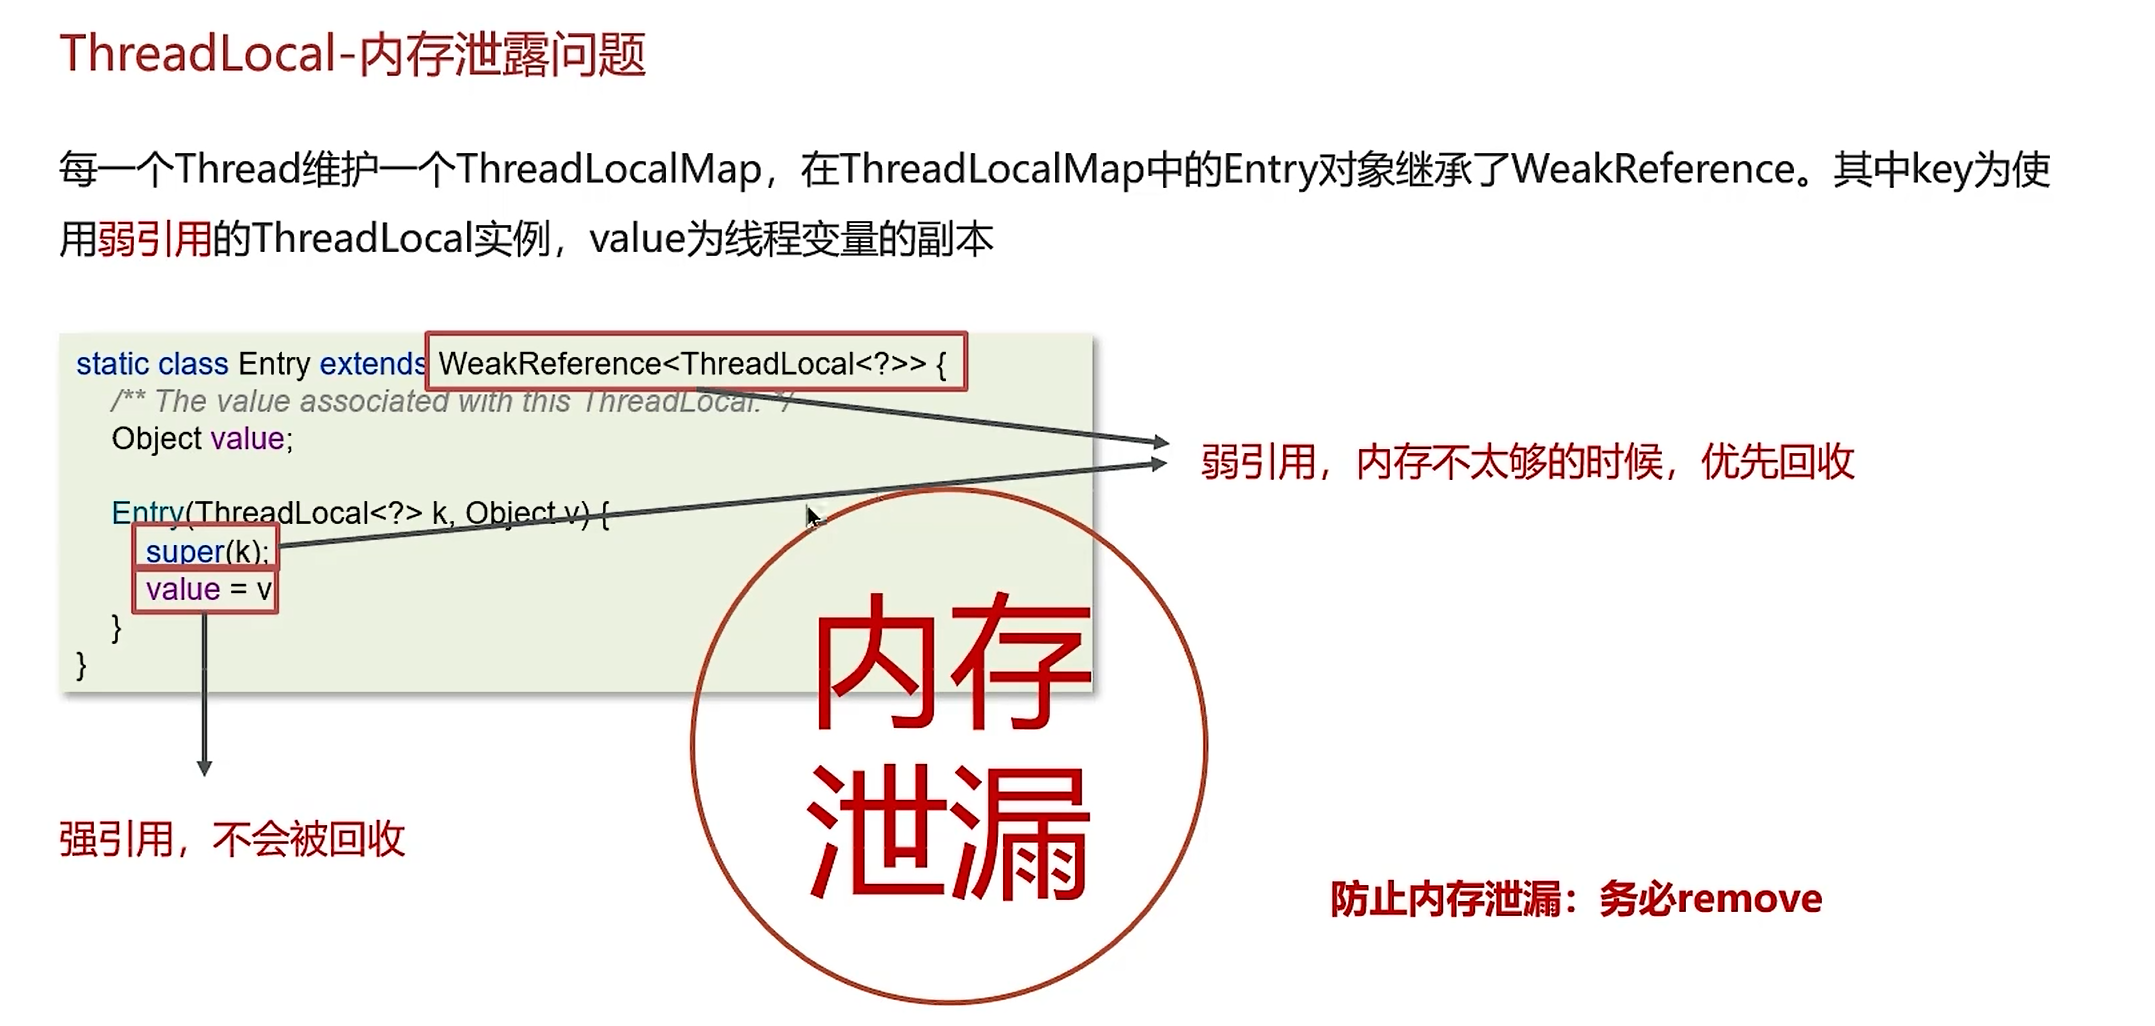 ThreadLocal-内存泄露问题
每一个Thread维护一个ThreadLocalMap，在ThreadLocalMap中的Entry对象继承了WeakReference。其中key为使
用弱引用的ThreadLocal实例，value为线程变量的副本
static class Entry extends WeakReference<ThreadLocal<?>> {
/** The value associated with this ThreadLocal. */
Object value;
Entry(ThreadLocal<?> k, Object v) {
super(k);
value = v
}
}
弱引用，内存不太够的时候，优先回收
内存
泄漏
强引用，不会被回收
防止内存泄漏：务必remove